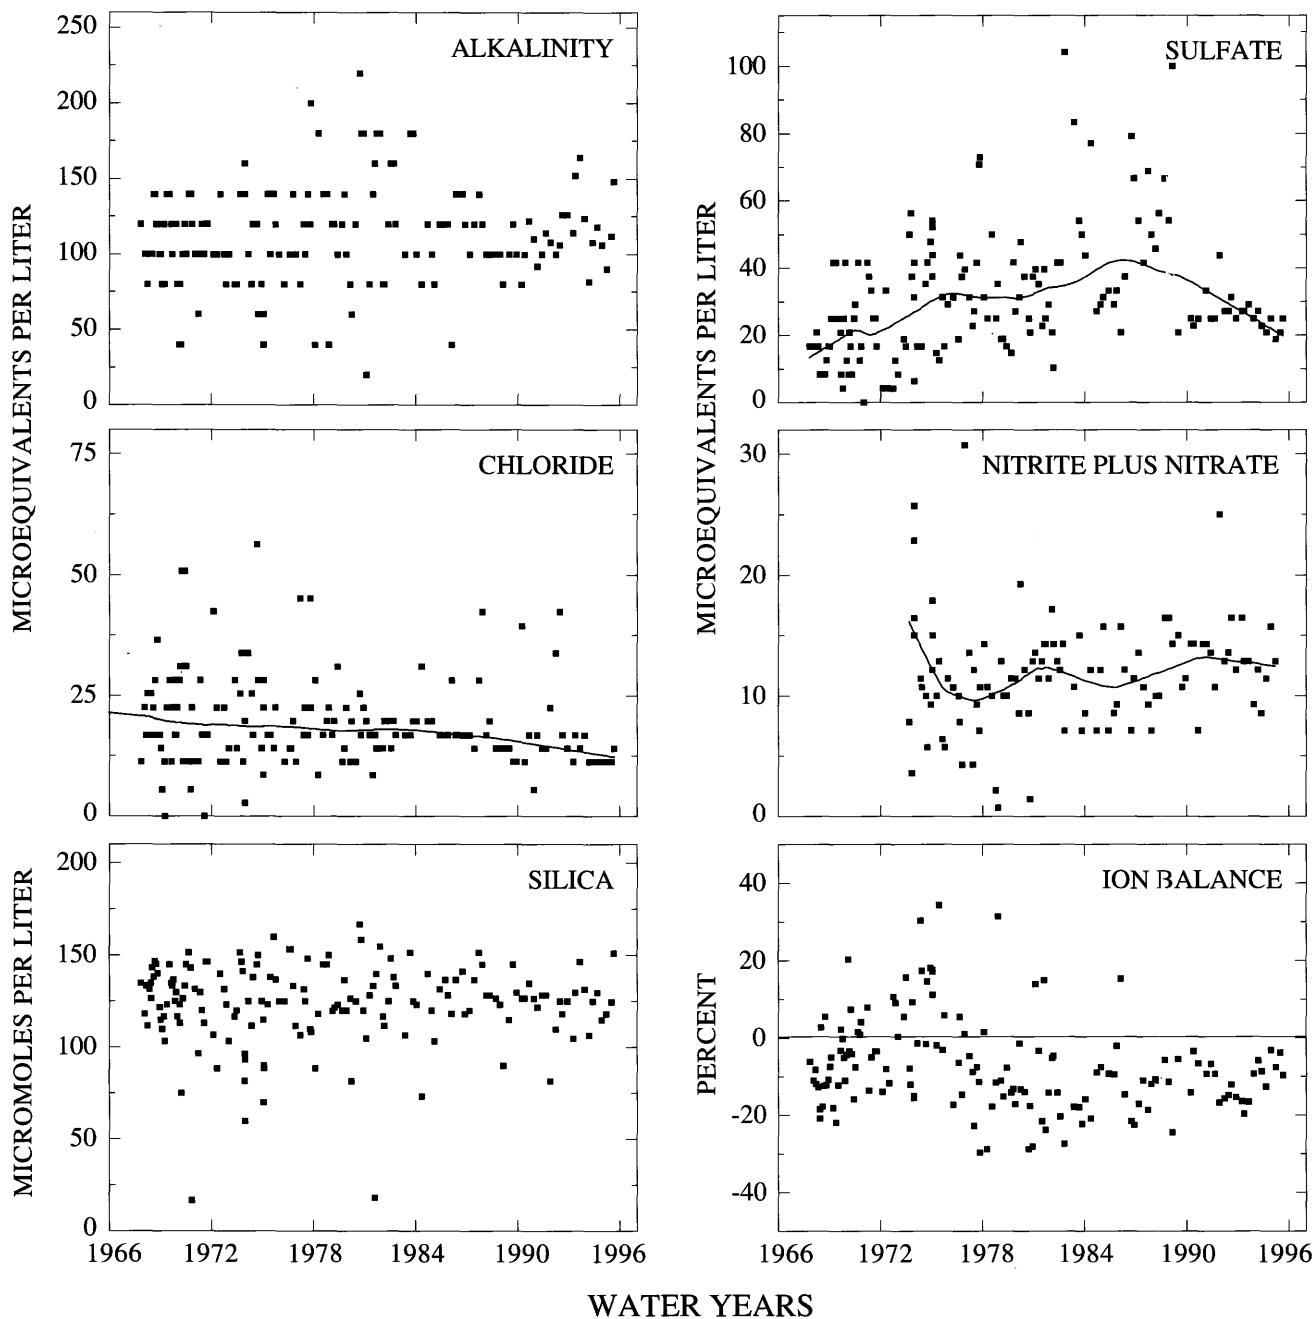 ALKALINITY
250
200
150
100
50
0
MICROEQUIVALENTS PER LITER
SULFATE
100
80
60
40
20
0
MICROEQUIVALENTS PER LITER
CHLORIDE
75
50
25
0
NITRITE PLUS NITRATE
30
20
10
0
SILICA
200
150
100
50
0
MICROMOLES PER LITER
1966 1972 1978 1984 1990 1996
ION BALANCE
40
20
0
-20
-40
PERCENT
1966 1972 1978 1984 1990 1996
WATER YEARS